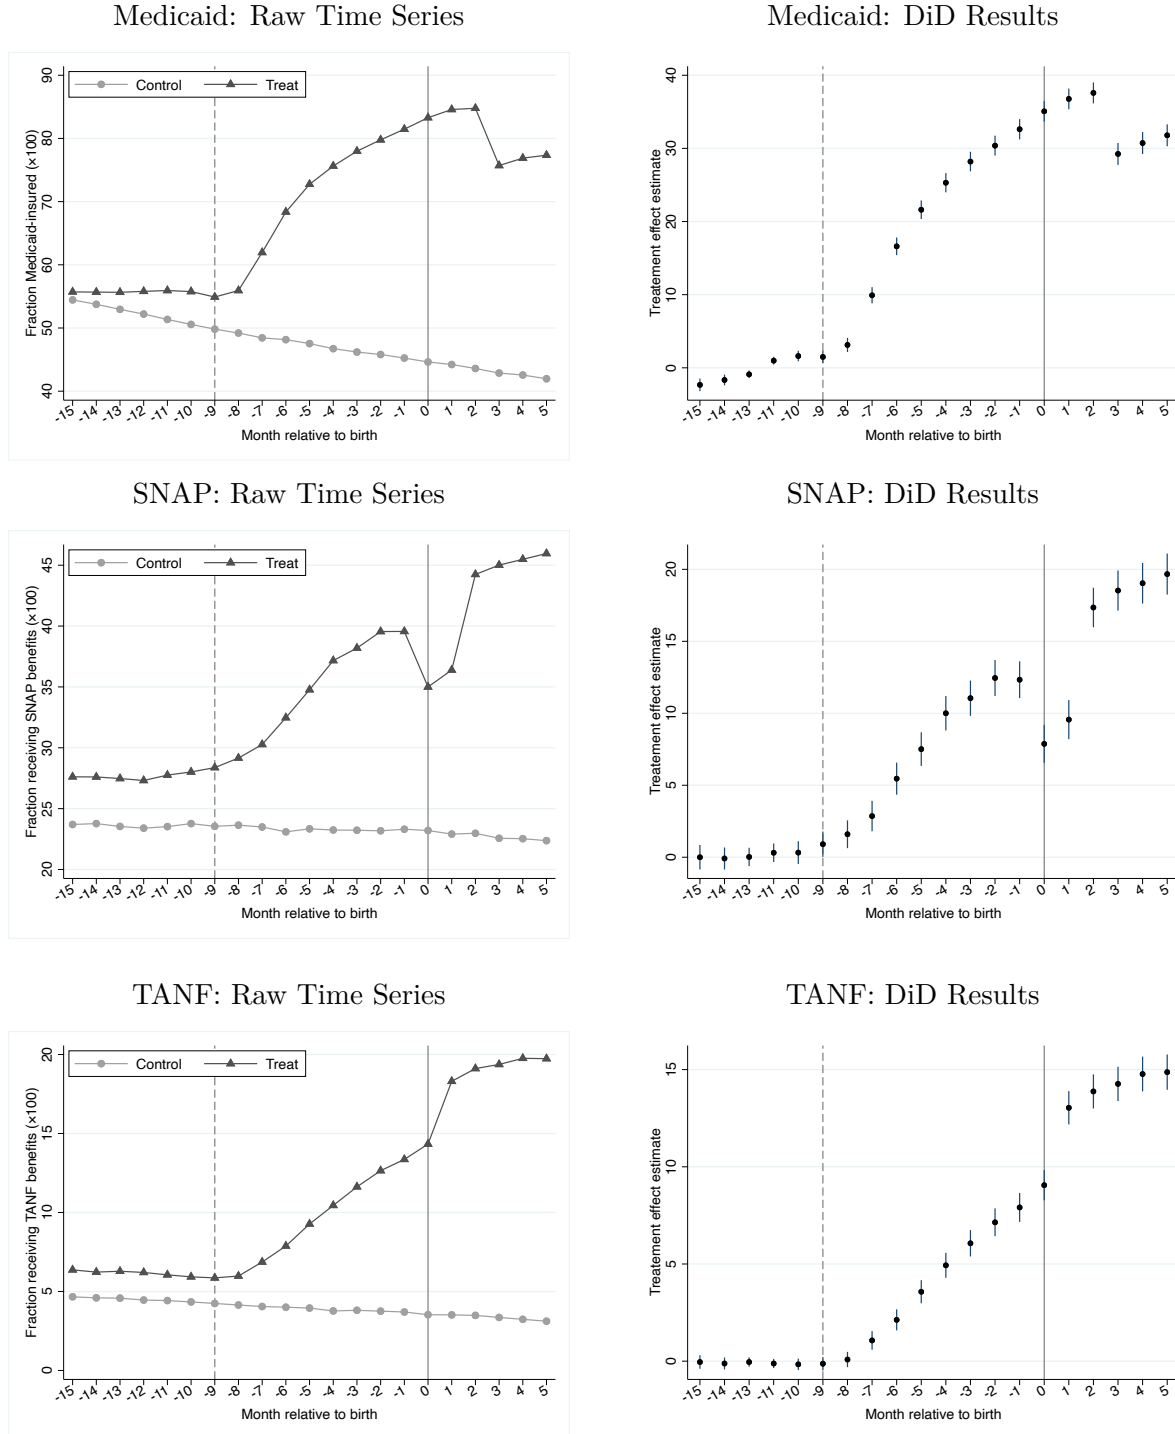 Medicaid: Raw Time Series
Control Treat
Fraction Medicaid-insured (×100)
90
80
70
60
50
40
-15 -14 -13 -12 -11 -10 -9 -8 -7 -6 -5 -4 -3 -2 -1 0 1 2 3 4 5
Month relative to birth
Medicaid: DiD Results
Treatement effect estimate
40
30
20
10
0
-15 -14 -13 -12 -11 -10 -9 -8 -7 -6 -5 -4 -3 -2 -1 0 1 2 3 4 5
Month relative to birth
SNAP: Raw Time Series
Control Treat
Fraction receiving SNAP benefits (×100)
45
40
35
30
25
20
-15 -14 -13 -12 -11 -10 -9 -8 -7 -6 -5 -4 -3 -2 -1 0 1 2 3 4 5
Month relative to birth
SNAP: DiD Results
Treatement effect estimate
20
15
10
5
0
-15 -14 -13 -12 -11 -10 -9 -8 -7 -6 -5 -4 -3 -2 -1 0 1 2 3 4 5
Month relative to birth
TANF: Raw Time Series
Control Treat
Fraction receiving TANF benefits (×100)
20
15
10
5
0
-15 -14 -13 -12 -11 -10 -9 -8 -7 -6 -5 -4 -3 -2 -1 0 1 2 3 4 5
Month relative to birth
TANF: DiD Results
Treatement effect estimate
15
10
5
0
-15 -14 -13 -12 -11 -10 -9 -8 -7 -6 -5 -4 -3 -2 -1 0 1 2 3 4 5
Month relative to birth